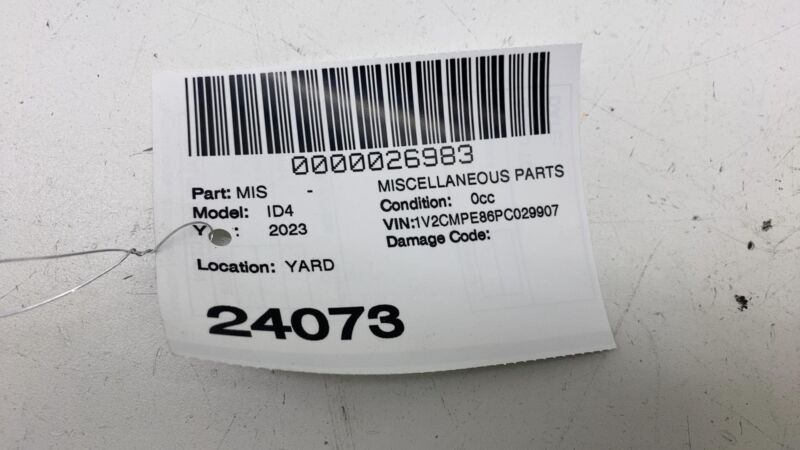 0000026983
Part: MIS - MISCELLANEOUS PARTS
Model: ID4 Condition: 0cc
Y : 2023 VIN:1V2CMPE86PC029907
Damage Code:
Location: YARD
24073